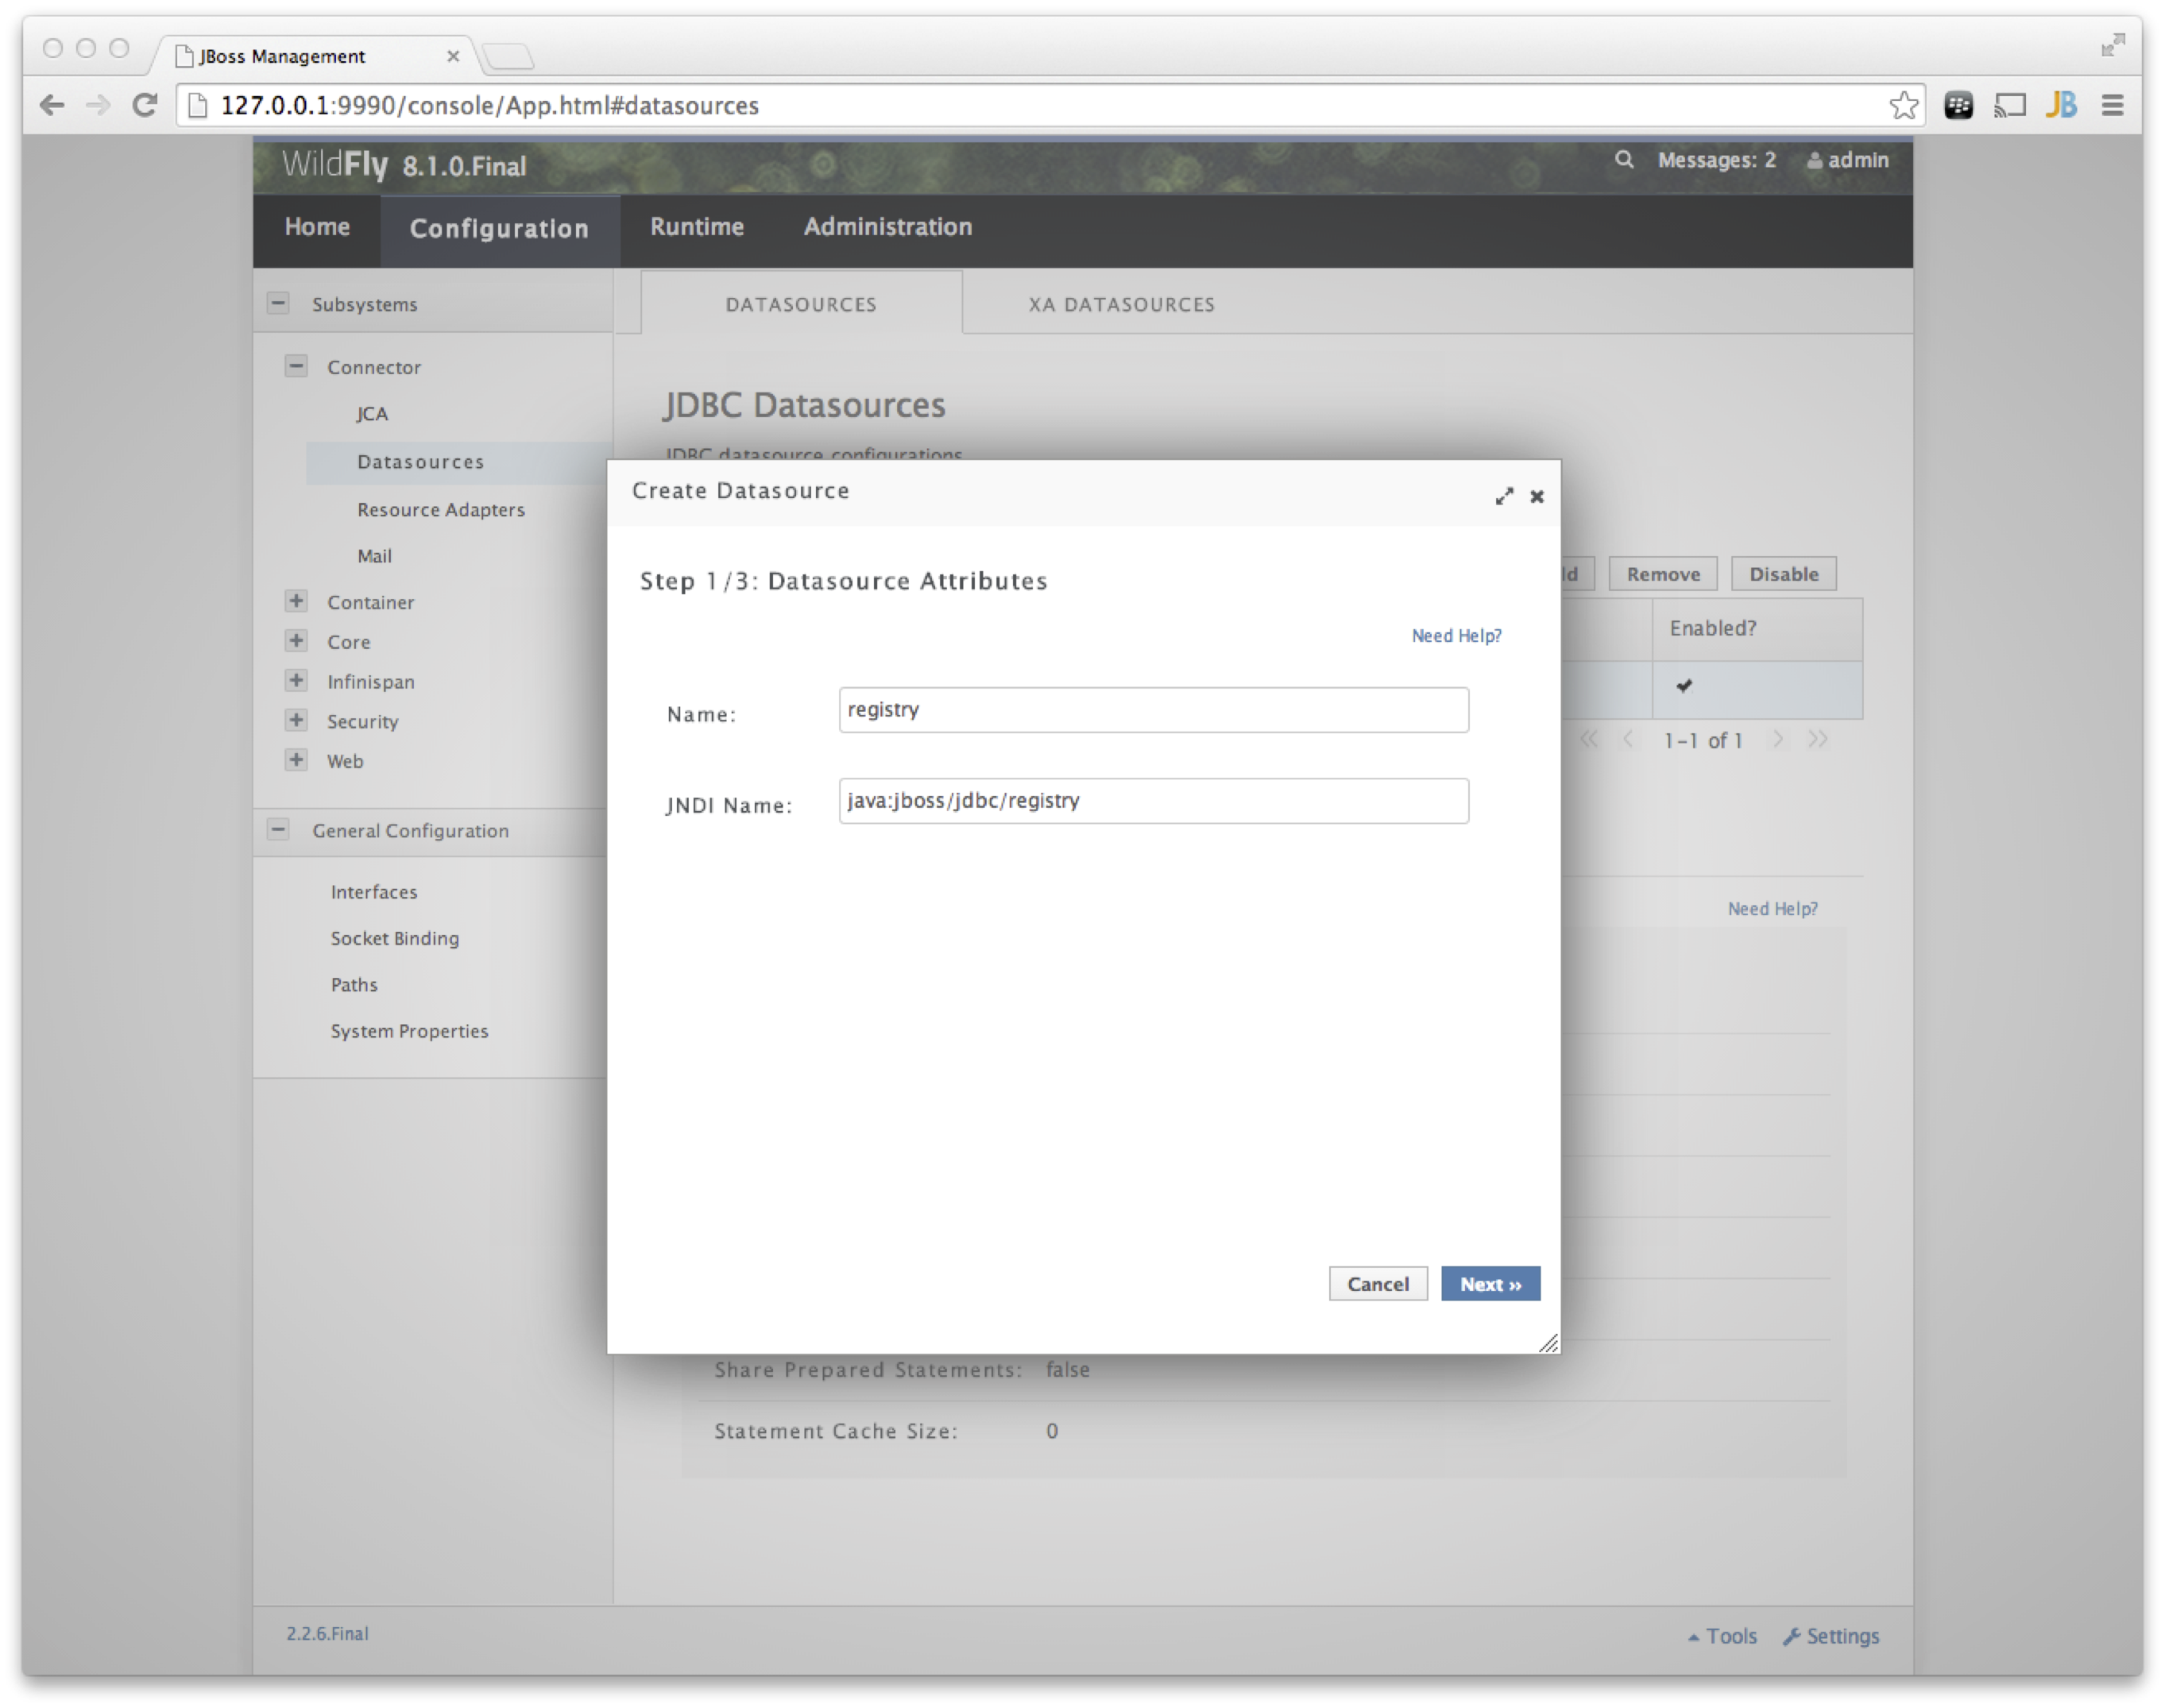 JBoss Management
127.0.0.1:9990/console/App.html#datasources
JB
WildFly 8.1.0.Final
Messages: 2
admin
Home
Configuration
Runtime
Administration
Subsystems
Connector
JCA
Datasources
Resource Adapters
Mail
Container
Core
Infinispan
Security
Web
General Configuration
Interfaces
Socket Binding
Paths
System Properties
DATASOURCES
XA DATASOURCES
JDBC Datasources
JDBC datasource configurations
Create Datasource
Step 1/3: Datasource Attributes
Need Help?
Name: registry
JNDI Name: java:jboss/jdbc/registry
Cancel
Next »
Remove
Disable
Enabled?
1-1 of 1
Need Help?
Share Prepared Statements: false
Statement Cache Size: 0
2.2.6.Final
Tools
Settings